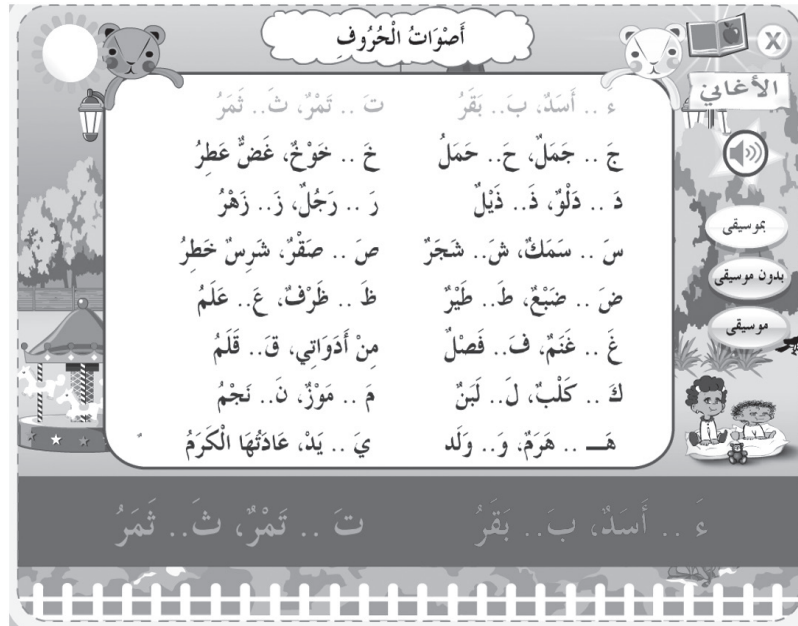 أَصْوَاتُ الْحُرُوفِ
X
الأغاني
ءَ .. أَسَدٌ، بَ.. بَقَرُ تَ .. تَمْرٌ، ثَ.. ثَمَرُ
جَ .. جَمَلٌ، حَ.. حَمَلُ خَ .. خَوْخٌ، غَضٌّ عَطِرُ
دَ .. دَلْوٌ، ذَ.. ذَيْلٌ رَ .. رَجُلٌ، زَ.. زَهْرُ
سَ .. سَمَكٌ، شَ.. شَجَرٌ صَ .. صَقْرٌ، شَرِسٌ خَطِرُ
ضَ .. ضَبْعٌ، طَ.. طَيْرٌ ظَ .. ظَرْفٌ، عَ.. عَلَمُ
غَ .. غَنَمٌ، فَ.. فَصْلٌ مِنْ أَدَوَاتِي، قَ.. قَلَمُ
كَ .. كَلْبٌ، لَ.. لَبَنٌ مَ .. مَوْزٌ، نَ.. نَجْمُ
هَـ .. هَرَمٌ، وَ.. وَلَد يَ .. يَدٌ، عَادَتُهَا الْكَرَمُ
بموسيقى
بدون موسيقى
موسيقى
ءَ .. أَسَدٌ، بَ.. بَقَرُ تَ .. تَمْرٌ، ثَ.. ثَمَرُ